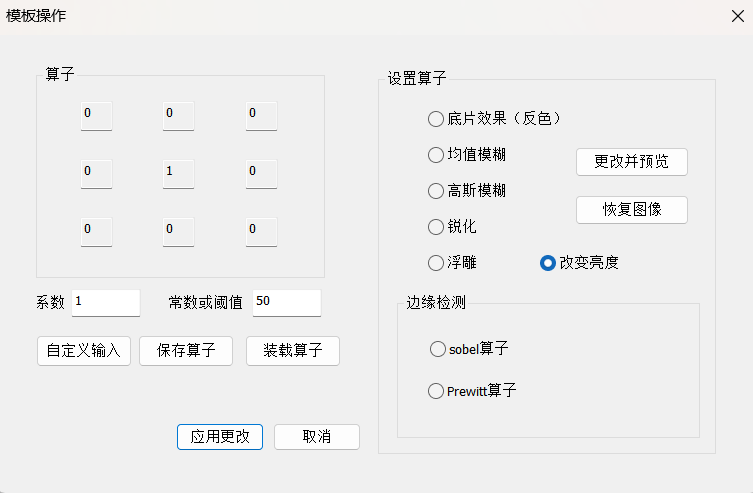 模板操作
算子
0 0 0
0 1 0
0 0 0
系数 1 常数或阈值 50
自定义输入 保存算子 装载算子
应用更改 取消
设置算子
底片效果（反色）
均值模糊
高斯模糊
锐化
浮雕 改变亮度
更改并预览
恢复图像
边缘检测
sobel算子
Prewitt算子